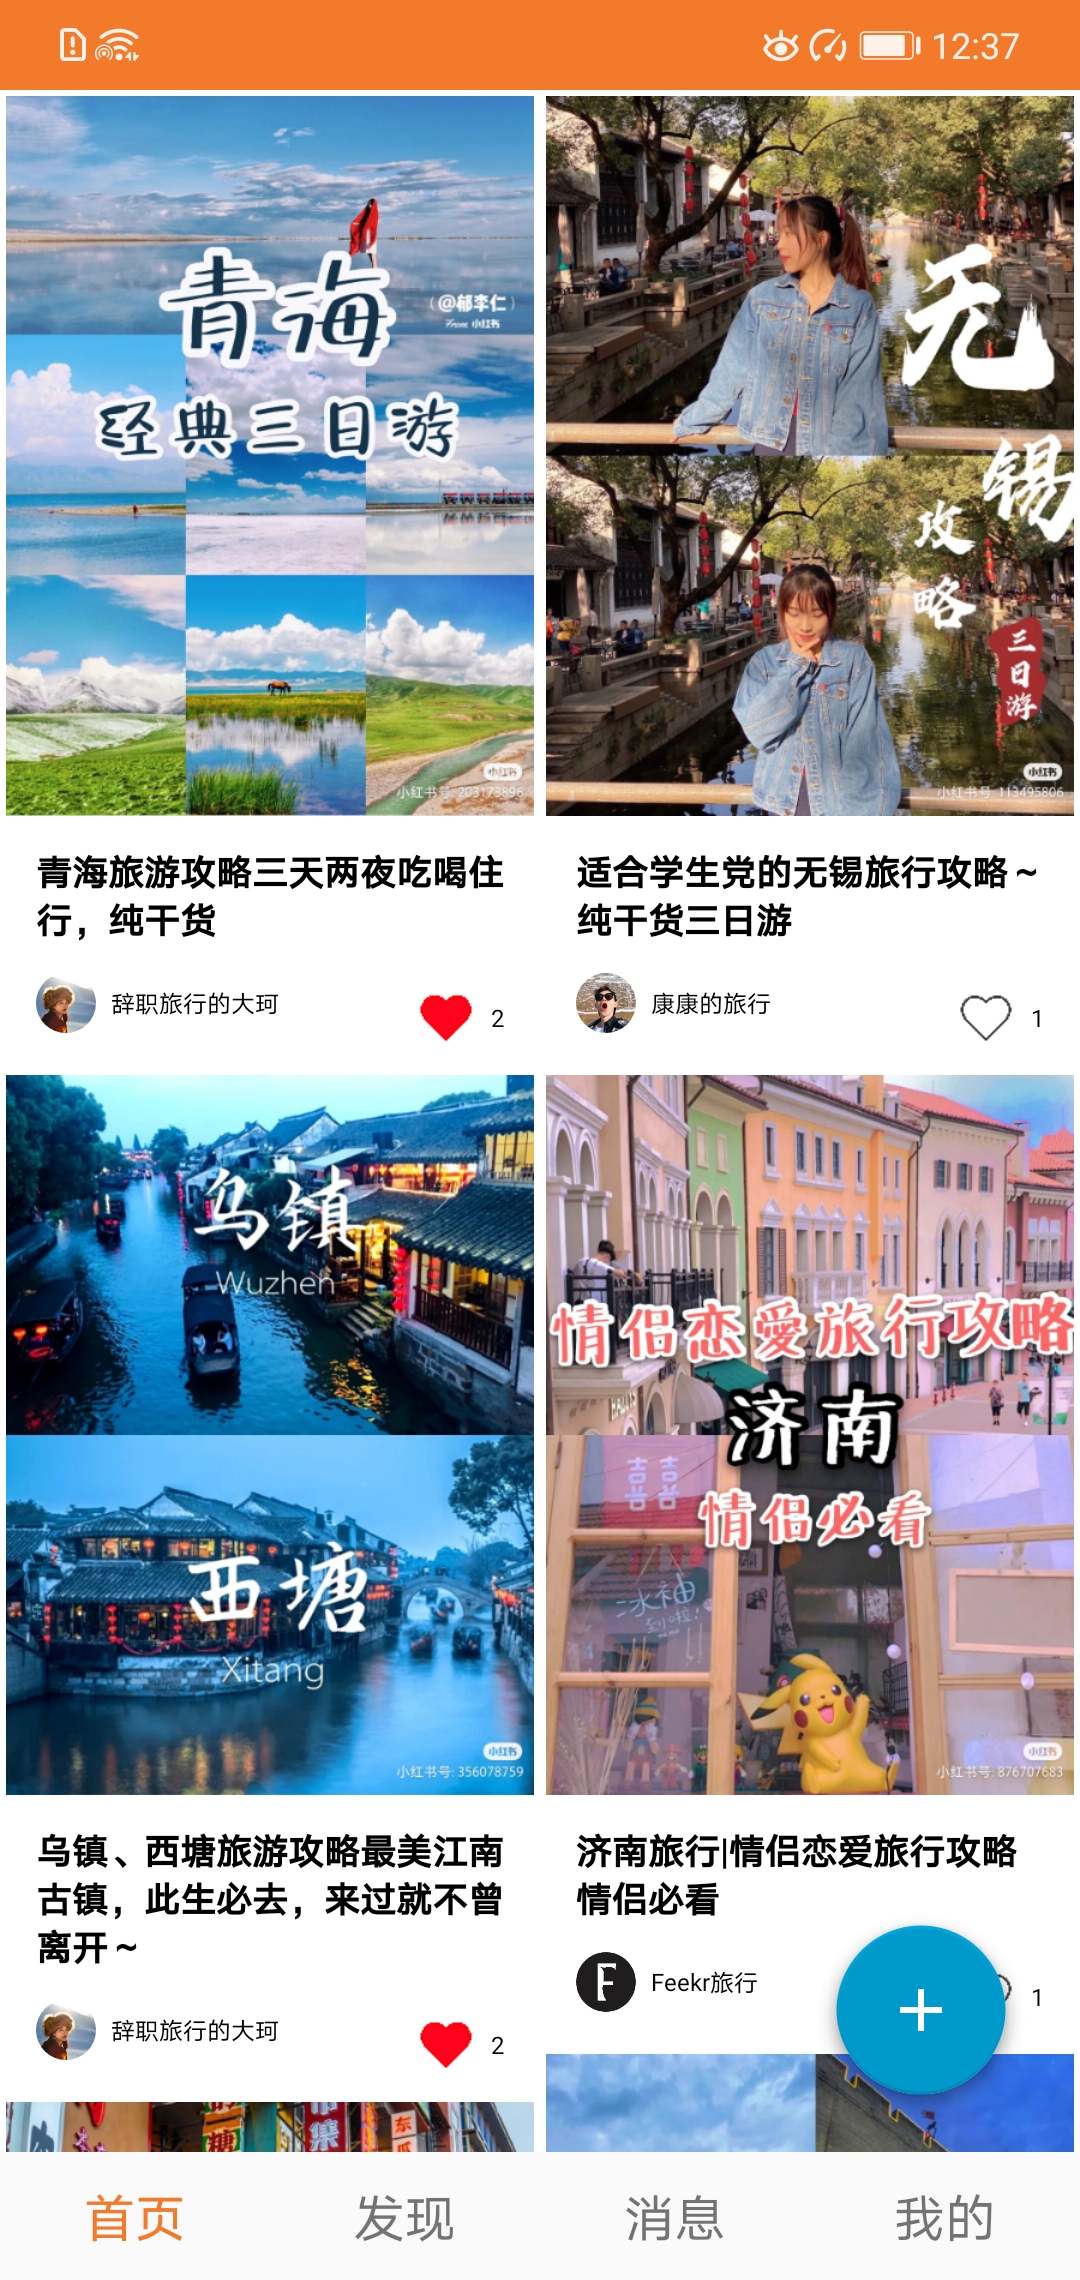 12:37
青海
(@郁李仁)
From 小红书
经典三日游
小红书
小红书号: 203173896
无锡
攻略
三日游
小红书
小红书号: 113495806
青海旅游攻略三天两夜吃喝住
行，纯干货
辞职旅行的大珂
2
适合学生党的无锡旅行攻略～
纯干货三日游
康康的旅行
1
乌镇
Wuzhen
西塘
Xitang
小红书
小红书号: 356078759
情侣恋爱旅行攻略
济南
情侣必看
囍
冰袖
到啦!
小红书
小红书号: 876707683
乌镇、西塘旅游攻略最美江南
古镇，此生必去，来过就不曾
离开～
辞职旅行的大珂
2
济南旅行|情侣恋爱旅行攻略
情侣必看
Feekr旅行
1
糖
集
东
瓜
首页
发现
消息
我的